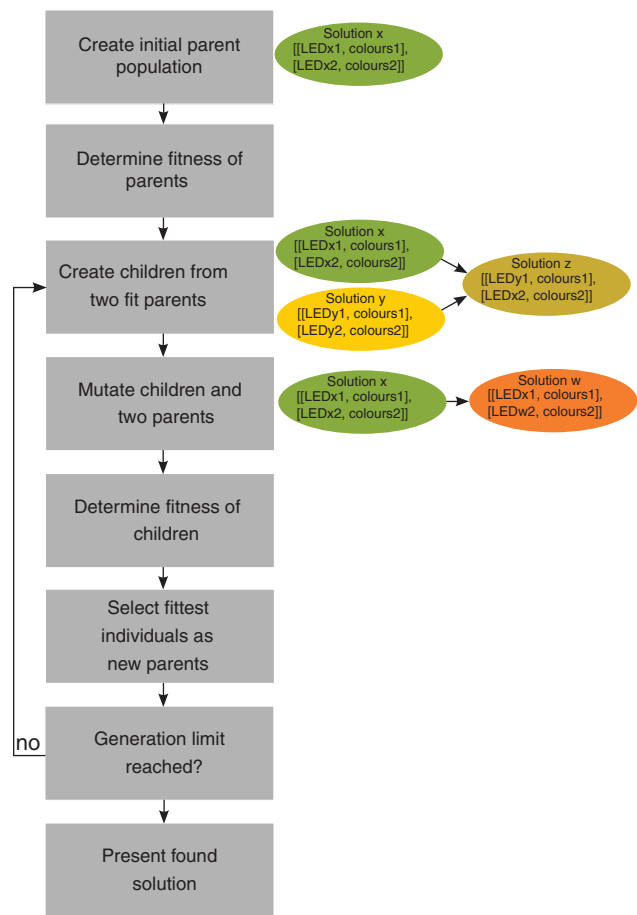 Create initial parent
population
Solution x
[[LEDx1, colours1],
[LEDx2, colours2]]
Determine fitness of
parents
Create children from
two fit parents
Solution x
[[LEDx1, colours1],
[LEDx2, colours2]]
Solution y
[[LEDy1, colours1],
[LEDy2, colours2]]
Solution z
[[LEDy1, colours1],
[LEDx2, colours2]]
Mutate children and
two parents
Solution x
[[LEDx1, colours1],
[LEDx2, colours2]]
Solution w
[[LEDx1, colours1],
[LEDw2, colours2]]
Determine fitness of
children
Select fittest
individuals as
new parents
Generation limit
reached?
no
Present found
solution